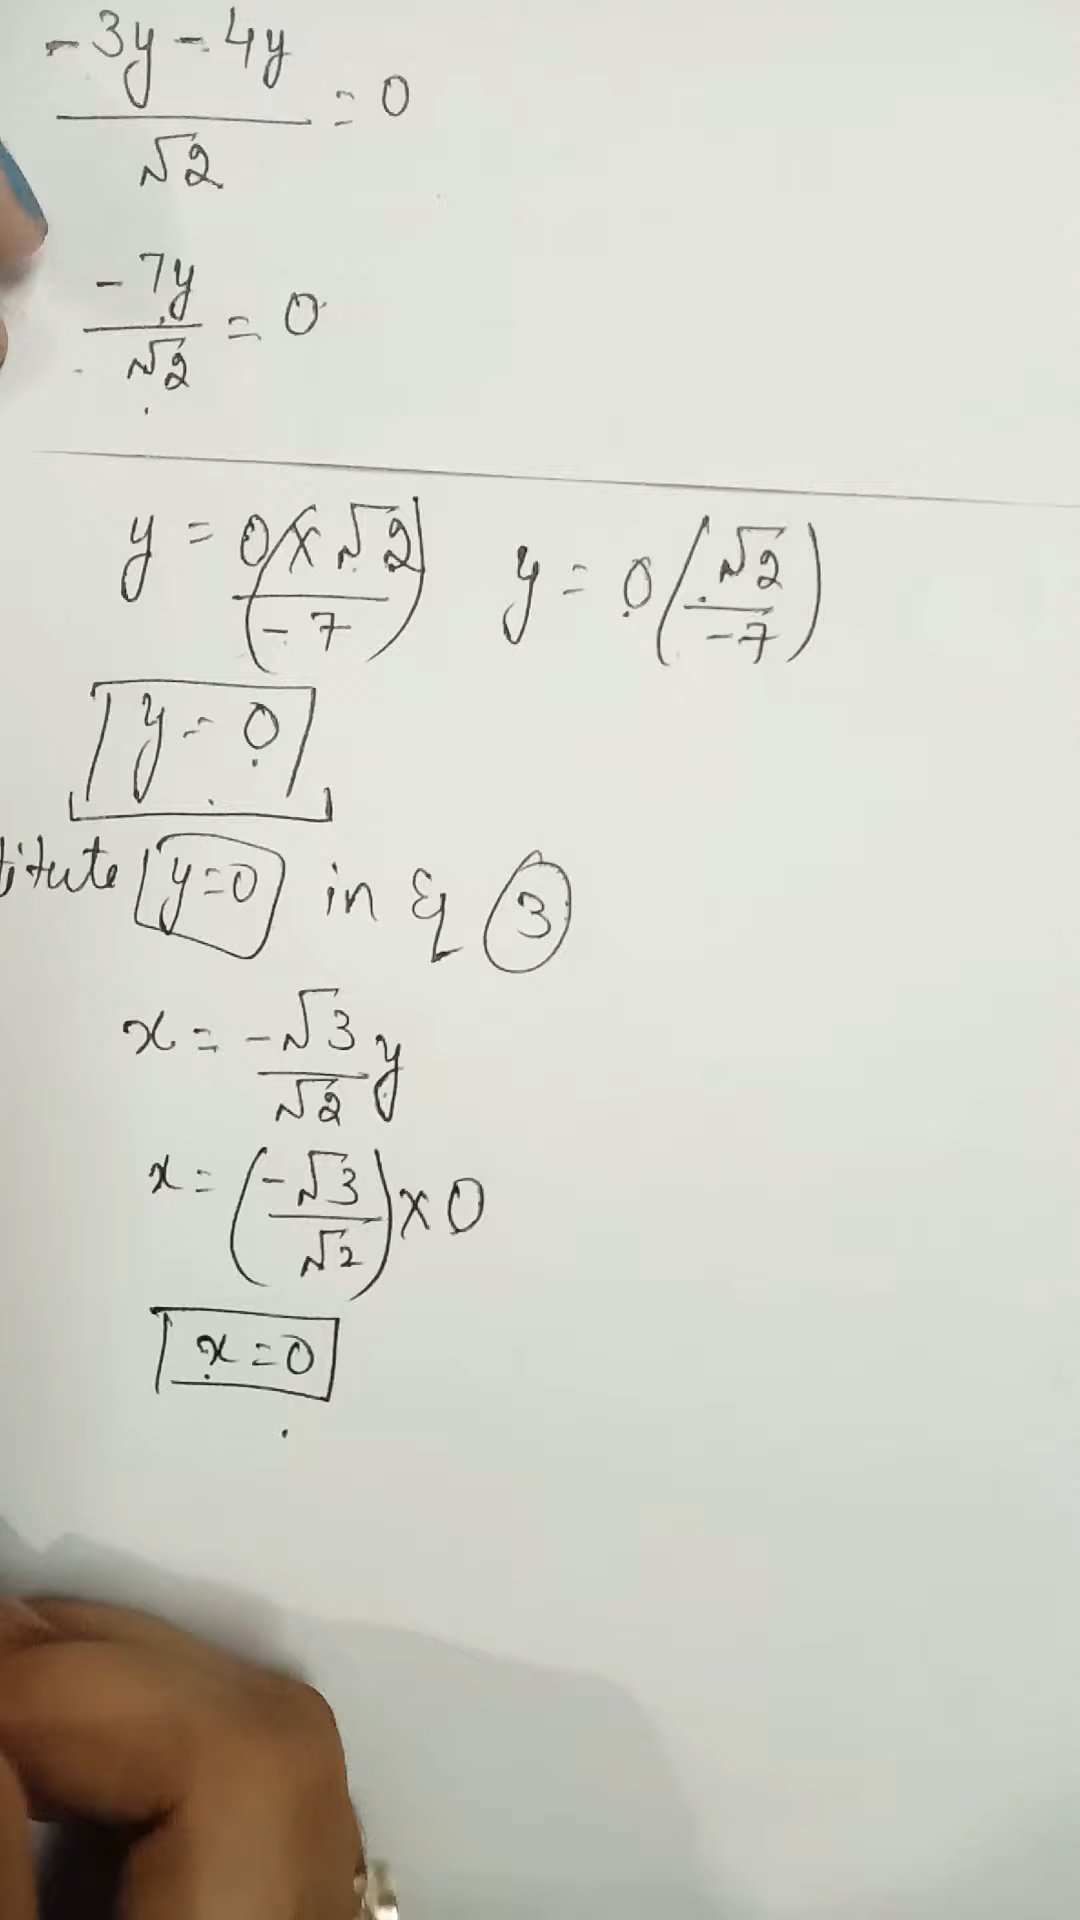 -3y-4y/√2 = 0
-7y/√2 = 0
y = 0(×√2/-7) y = 0(√2/-7)
y = 0
titute y=0 in Eq 3
x = -√3/√2 y
x = (-√3/√2)×0
x=0